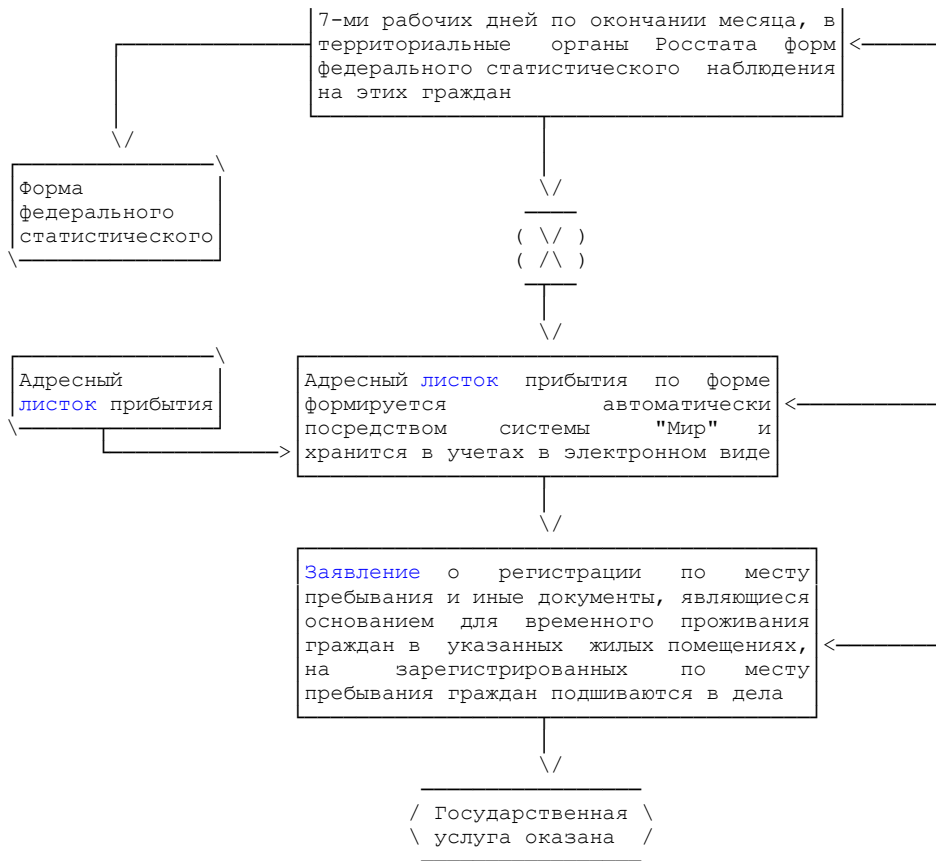 7-ми рабочих дней по окончании месяца, в
территориальные органы Росстата форм
федерального статистического наблюдения
на этих граждан
Форма
федерального
статистического
Адресный
листок прибытия
Адресный листок прибытия по форме
формируется автоматически
посредством системы "Мир" и
хранится в учетах в электронном виде
Заявление о регистрации по месту
пребывания и иные документы, являющиеся
основанием для временного проживания
граждан в указанных жилых помещениях,
на зарегистрированных по месту
пребывания граждан подшиваются в дела
Государственная
услуга оказана